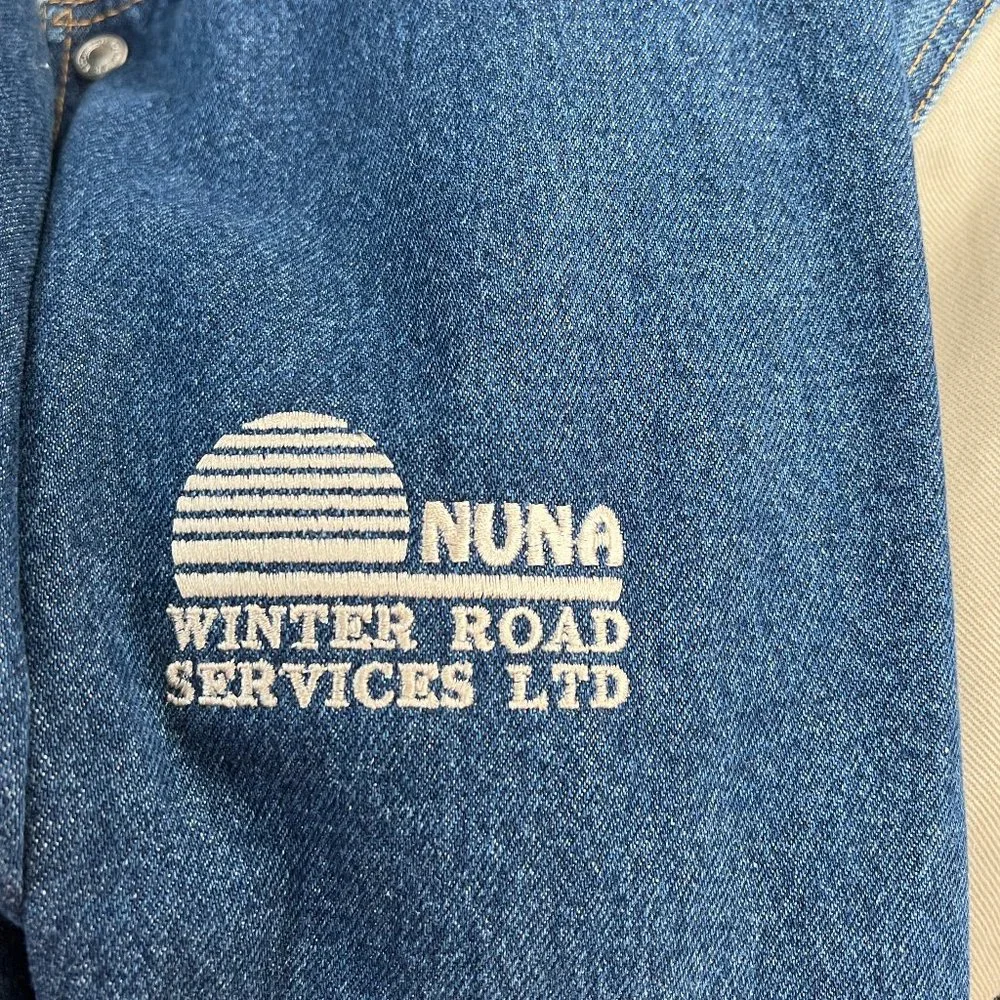 NUNA
WINTER ROAD
SERVICES LTD